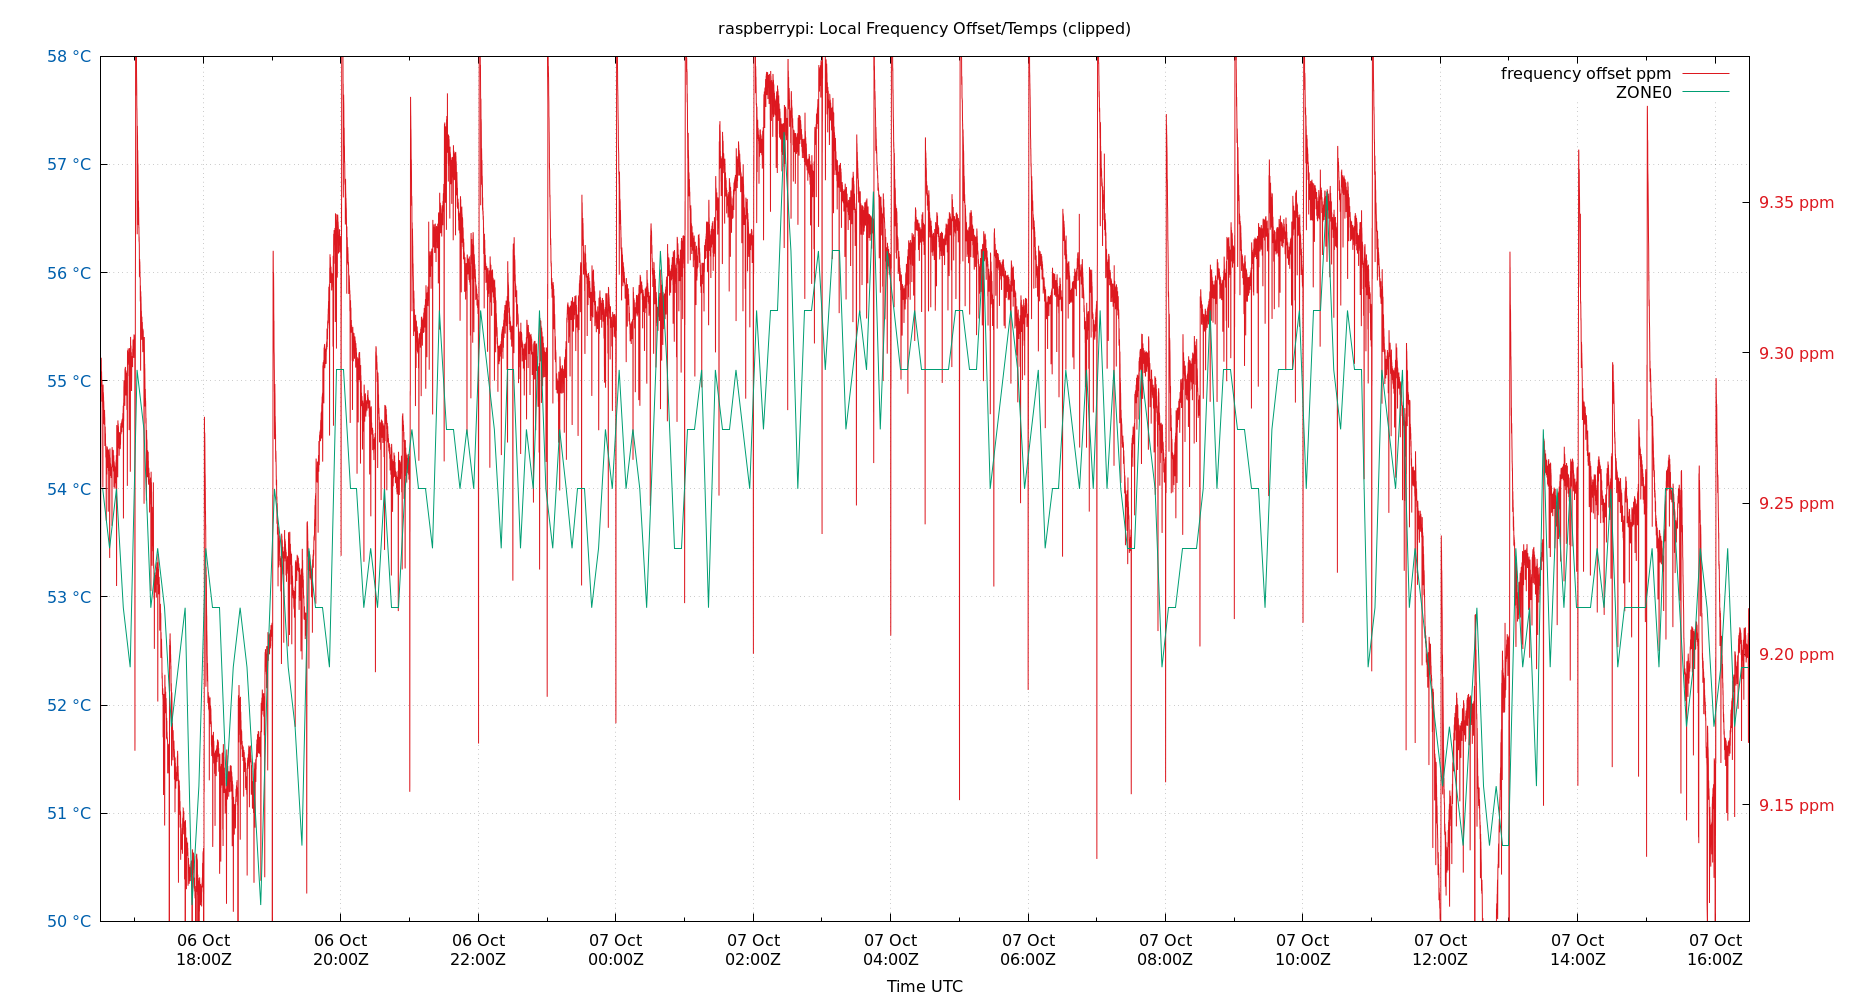 raspberrypi: Local Frequency Offset/Temps (clipped)
frequency offset ppm
ZONE0
58 °C
57 °C
56 °C
55 °C
54 °C
53 °C
52 °C
51 °C
50 °C
9.35 ppm
9.30 ppm
9.25 ppm
9.20 ppm
9.15 ppm
06 Oct 06 Oct 06 Oct 07 Oct 07 Oct 07 Oct 07 Oct 07 Oct 07 Oct 07 Oct 07 Oct 07 Oct
18:00Z 20:00Z 22:00Z 00:00Z 02:00Z 04:00Z 06:00Z 08:00Z 10:00Z 12:00Z 14:00Z 16:00Z
Time UTC